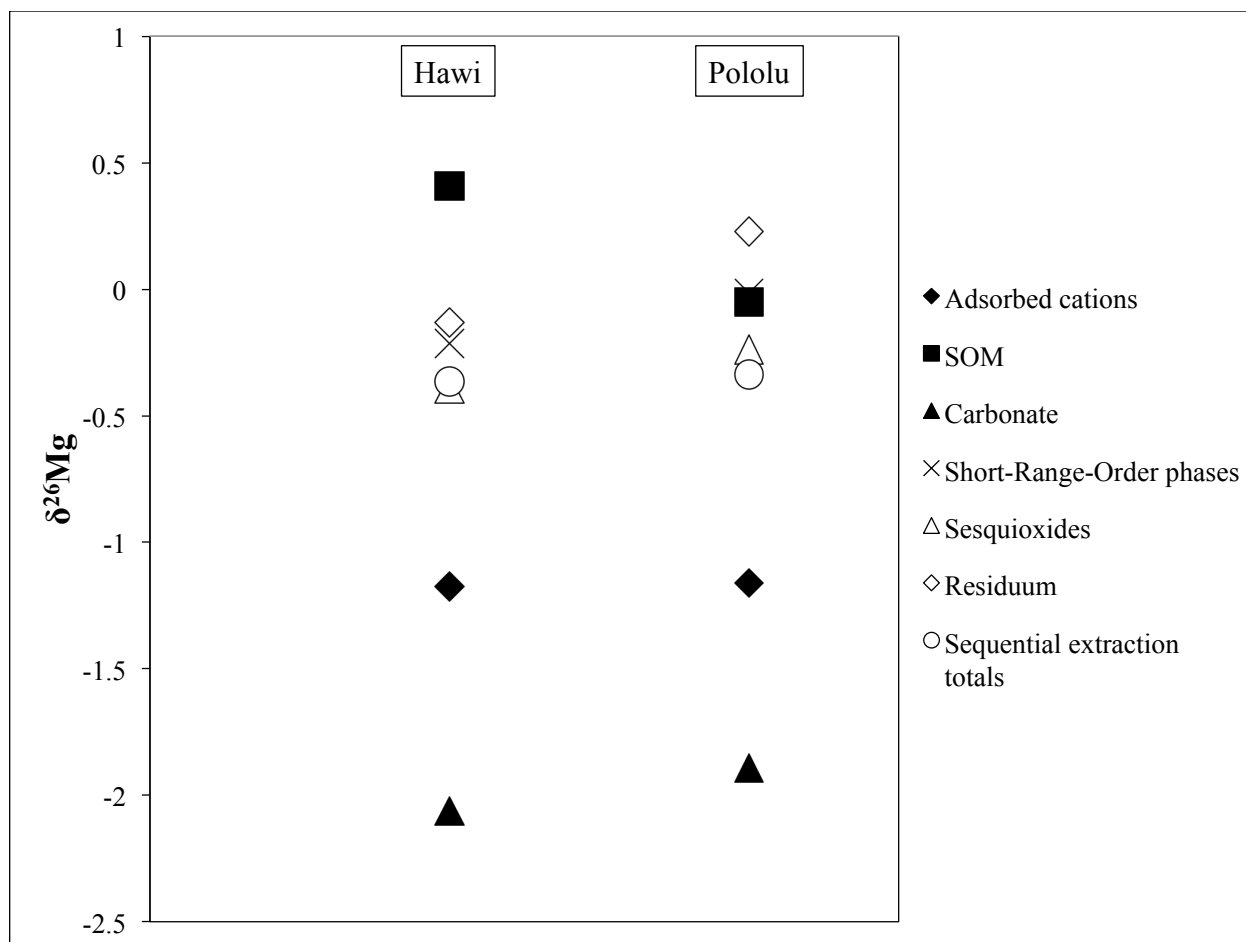 Hawi
Pololu
1
0.5
0
-0.5
-1
-1.5
-2
-2.5
δ²⁶Mg
Adsorbed cations
SOM
Carbonate
Short-Range-Order phases
Sesquioxides
Residuum
Sequential extraction
totals